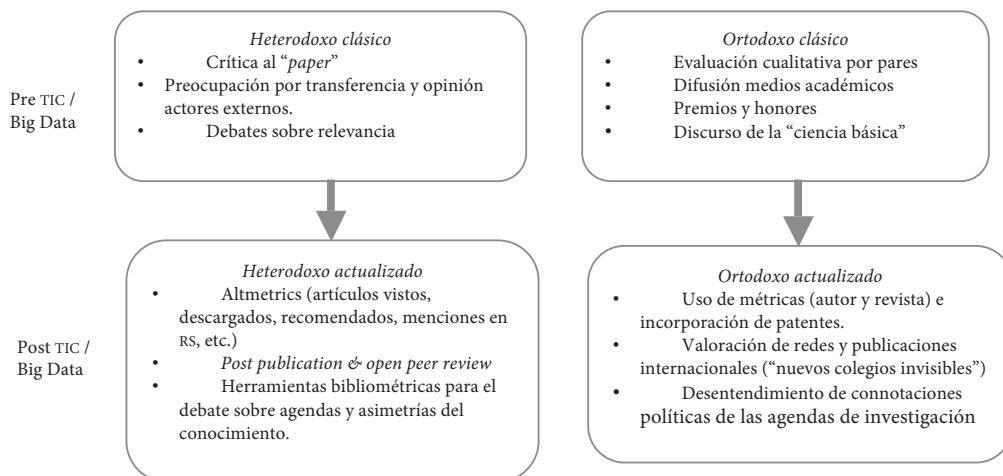 Pre TIC /
Big Data
Heterodoxo clásico
• Crítica al “paper”
• Preocupación por transferencia y opinión
actores externos.
• Debates sobre relevancia
Ortodoxo clásico
• Evaluación cualitativa por pares
• Difusión medios académicos
• Premios y honores
• Discurso de la “ciencia básica”
Post TIC /
Big Data
Heterodoxo actualizado
• Altmetrics (artículos vistos,
descargados, recomendados, menciones en
RS, etc.)
• Post publication & open peer review
• Herramientas bibliométricas para el
debate sobre agendas y asimetrías del
conocimiento.
Ortodoxo actualizado
• Uso de métricas (autor y revista) e
incorporación de patentes.
• Valoración de redes y publicaciones
internacionales (“nuevos colegios invisibles”)
• Desentendimiento de connotaciones
políticas de las agendas de investigación